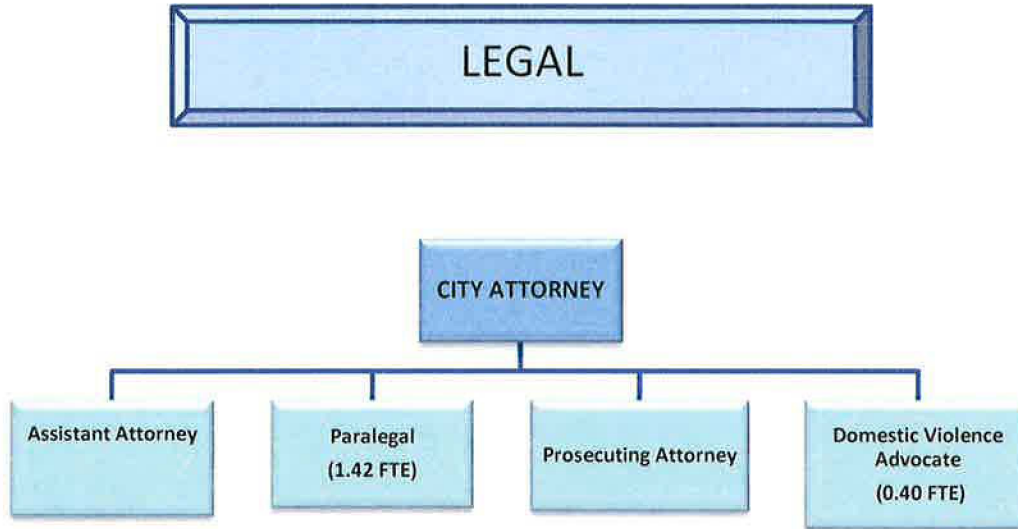 LEGAL
CITY ATTORNEY
Assistant Attorney
Paralegal
(1.42 FTE)
Prosecuting Attorney
Domestic Violence
Advocate
(0.40 FTE)